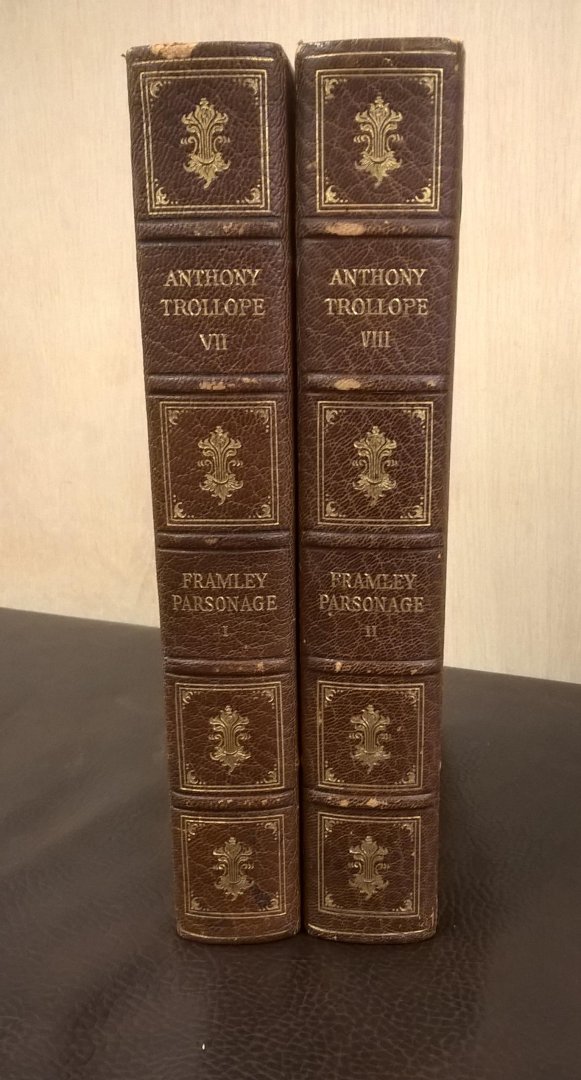 ANTHONY
TROLLOPE
VII
FRAMLEY
PARSONAGE
I
ANTHONY
TROLLOPE
VIII
FRAMLEY
PARSONAGE
II